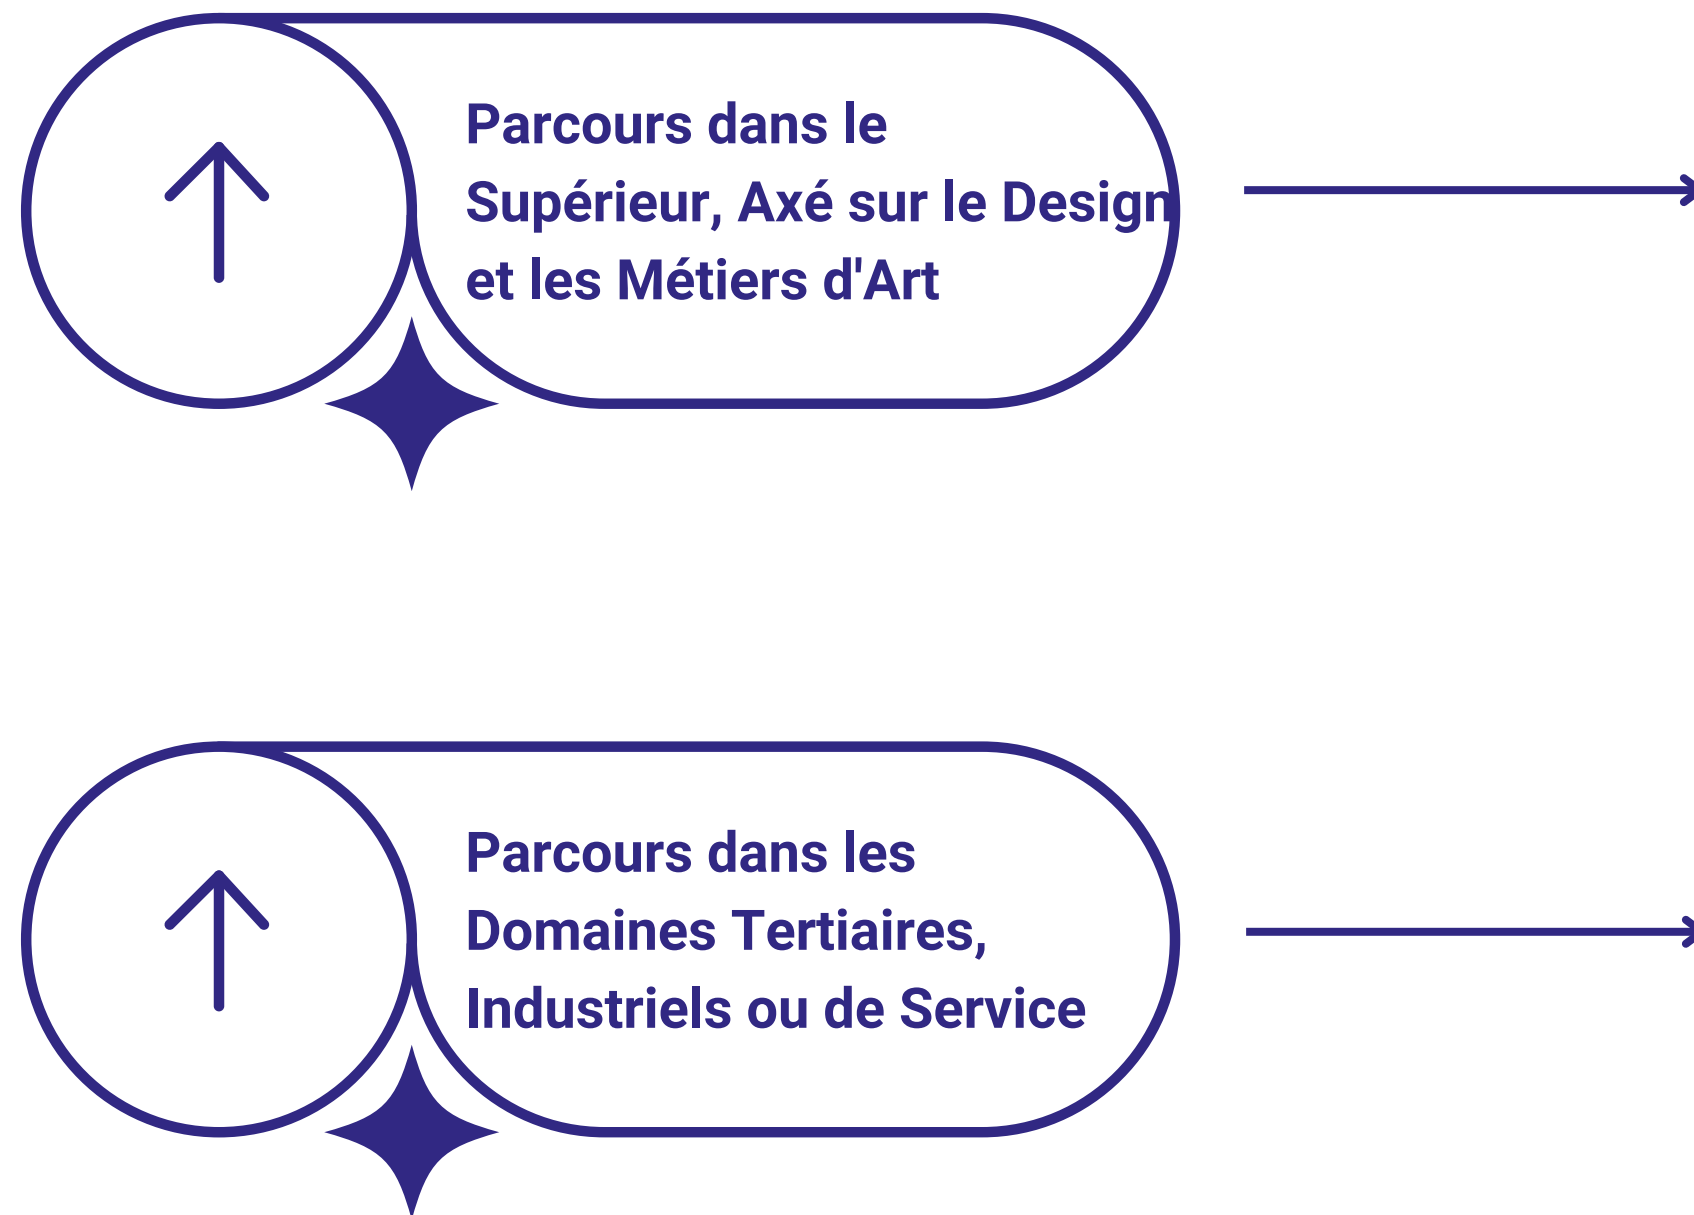 Parcours dans le
Supérieur, Axé sur le Design
et les Métiers d'Art
Parcours dans les
Domaines Tertiaires,
Industriels ou de Service